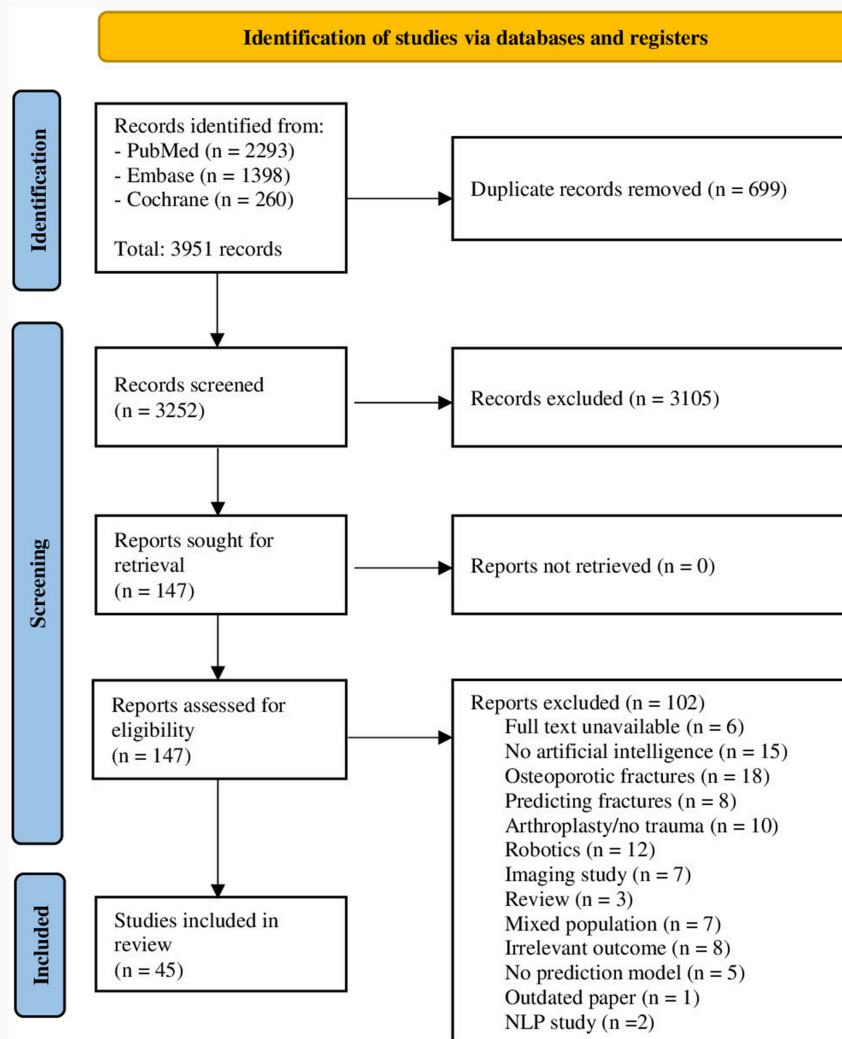 Identification of studies via databases and registers
Identification
Records identified from:
- PubMed (n = 2293)
- Embase (n = 1398)
- Cochrane (n = 260)
Total: 3951 records
Duplicate records removed (n = 699)
Screening
Records screened
(n = 3252)
Records excluded (n = 3105)
Reports sought for
retrieval
(n = 147)
Reports not retrieved (n = 0)
Reports assessed for
eligibility
(n = 147)
Reports excluded (n = 102)
Full text unavailable (n = 6)
No artificial intelligence (n = 15)
Osteoporotic fractures (n = 18)
Predicting fractures (n = 8)
Arthroplasty/no trauma (n = 10)
Robotics (n = 12)
Imaging study (n = 7)
Review (n = 3)
Mixed population (n = 7)
Irrelevant outcome (n = 8)
No prediction model (n = 5)
Outdated paper (n = 1)
NLP study (n =2)
Included
Studies included in
review
(n = 45)